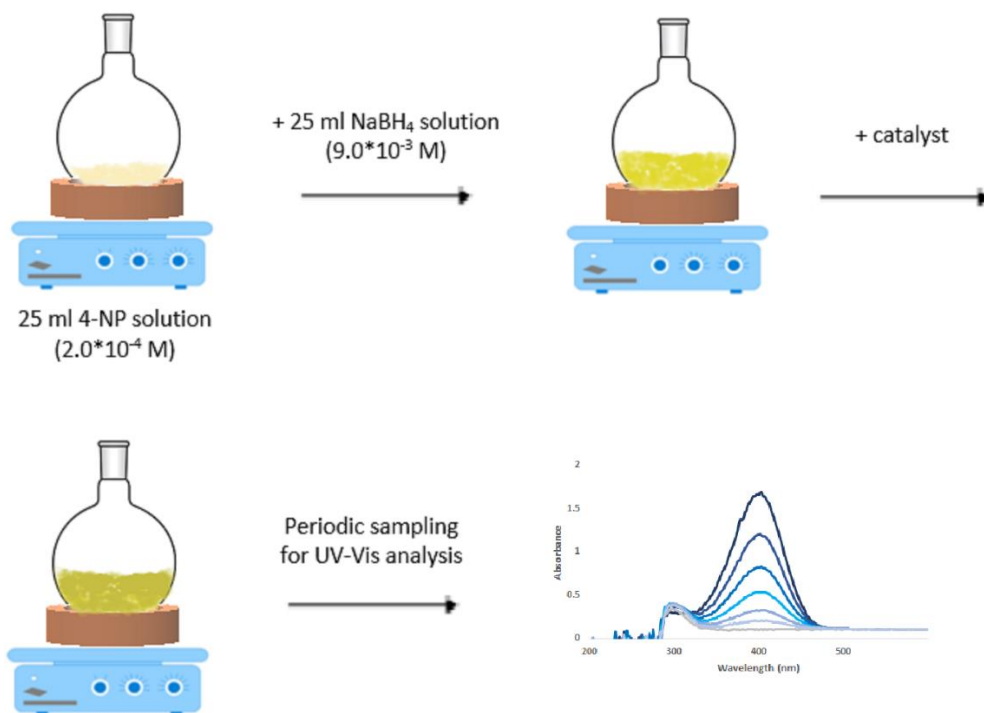 + 25 ml NaBH₄ solution
(9.0*10⁻³ M)
+ catalyst
25 ml 4-NP solution
(2.0*10⁻⁴ M)
Periodic sampling
for UV-Vis analysis
2
1.5
1
0.5
0
Absorbance
200 300 400 500
Wavelength (nm)